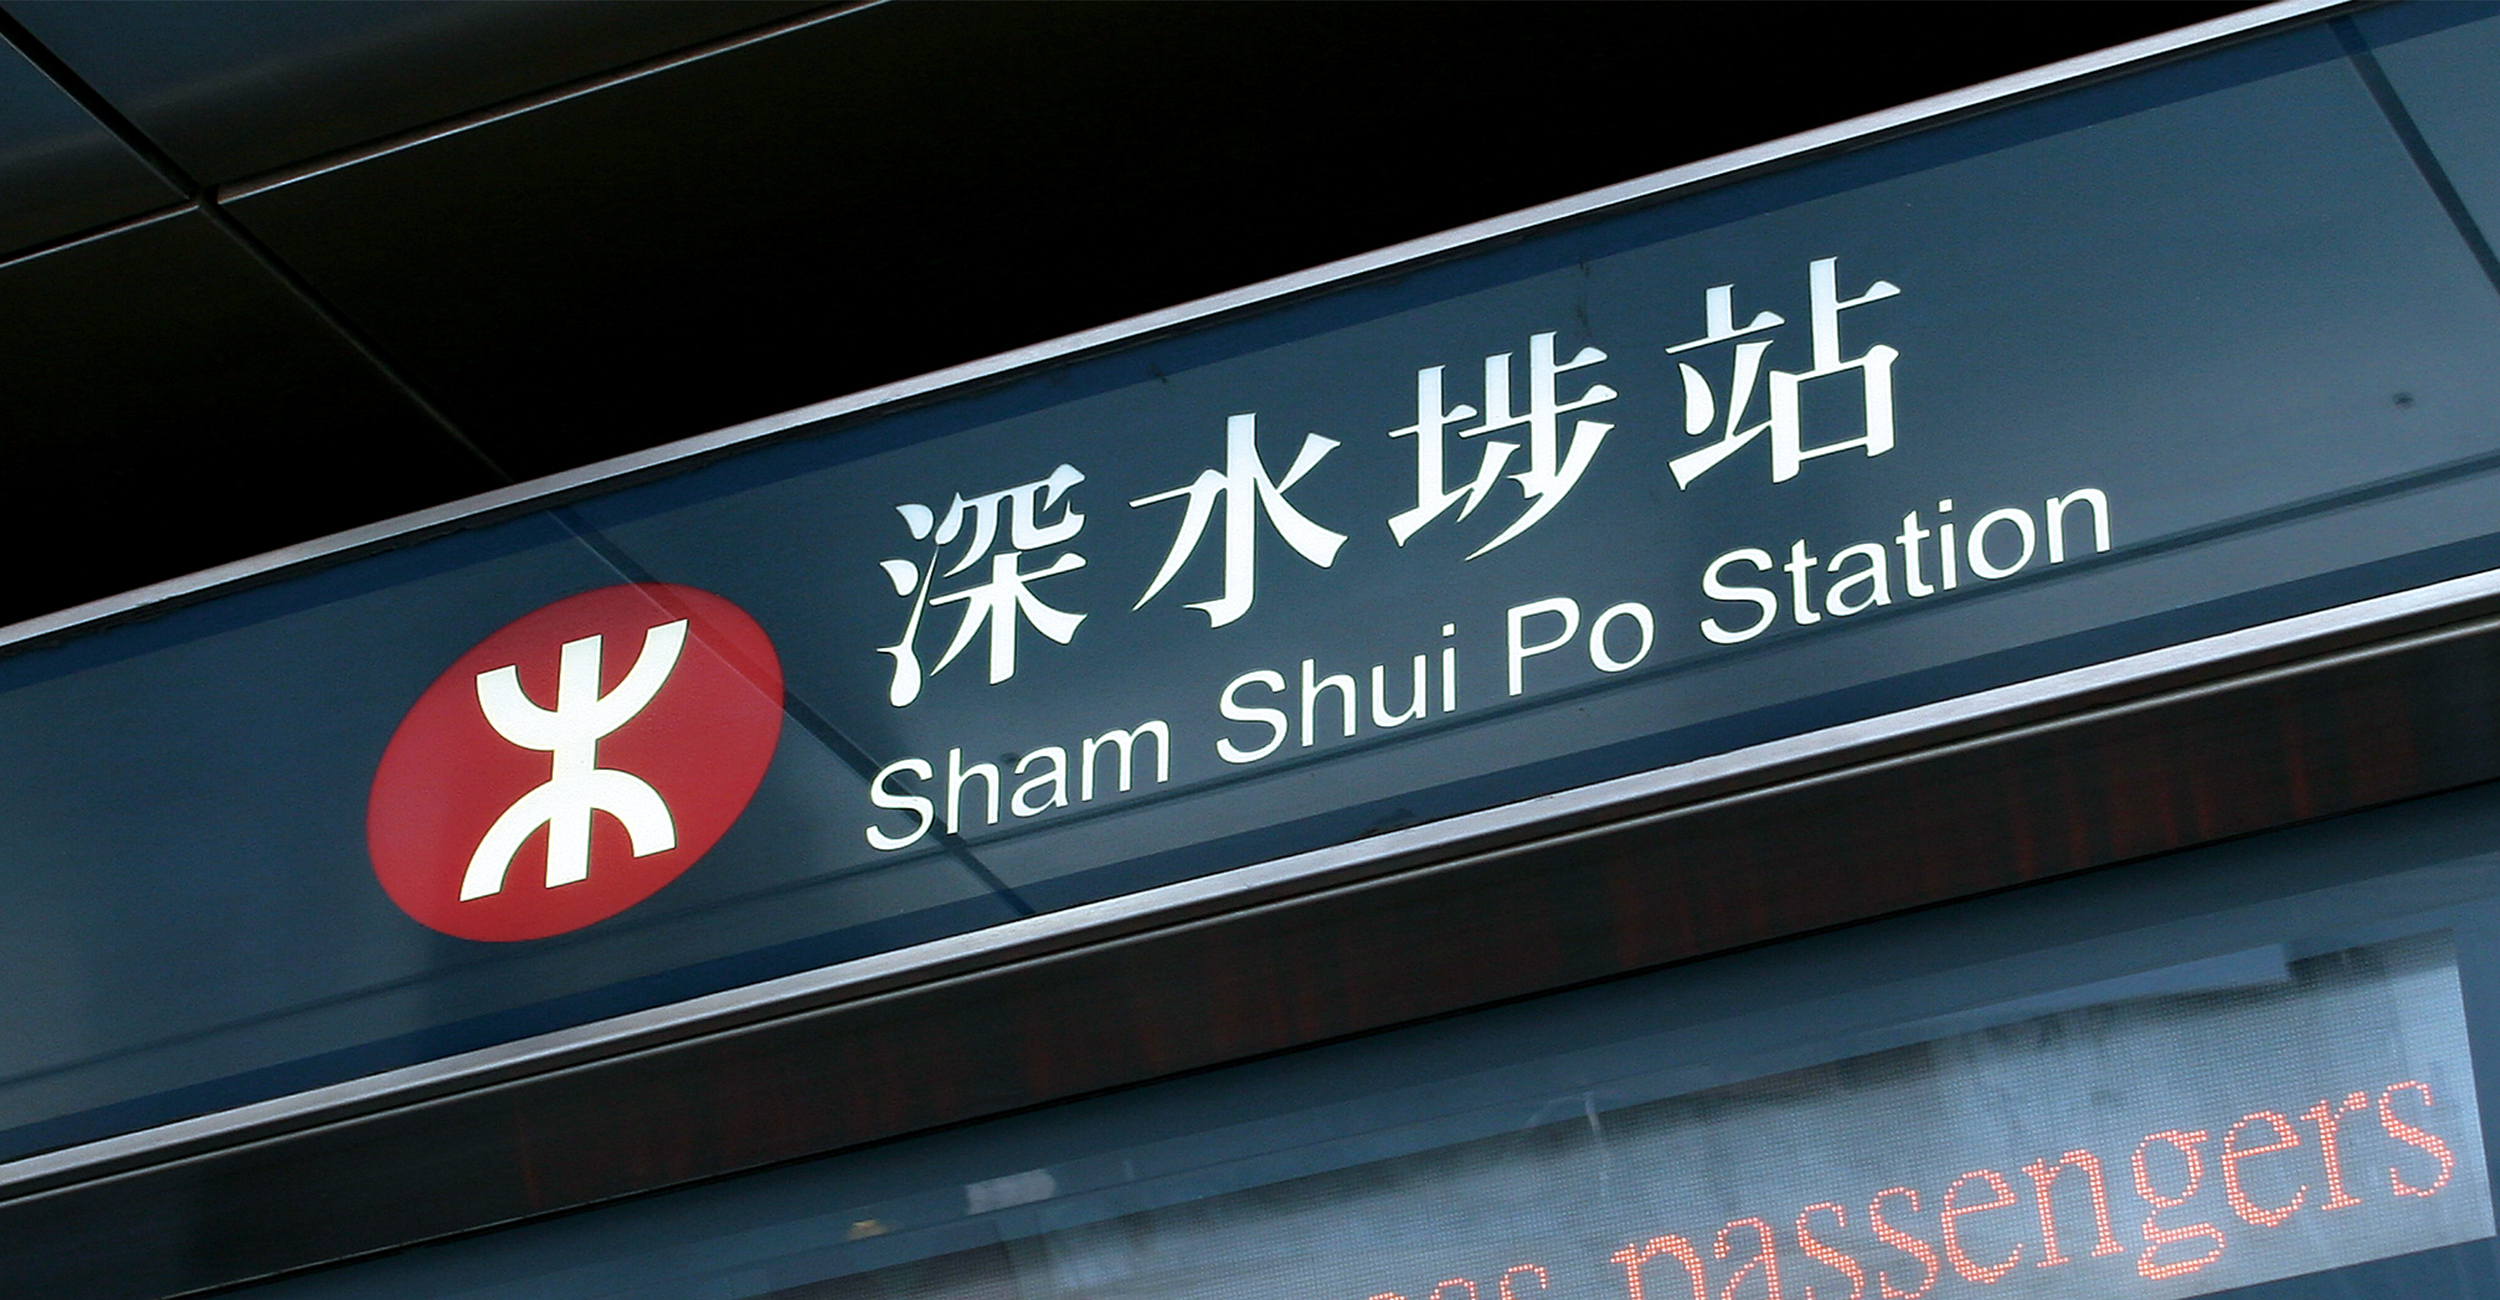 深水埗站
Sham Shui Po Station
passengers